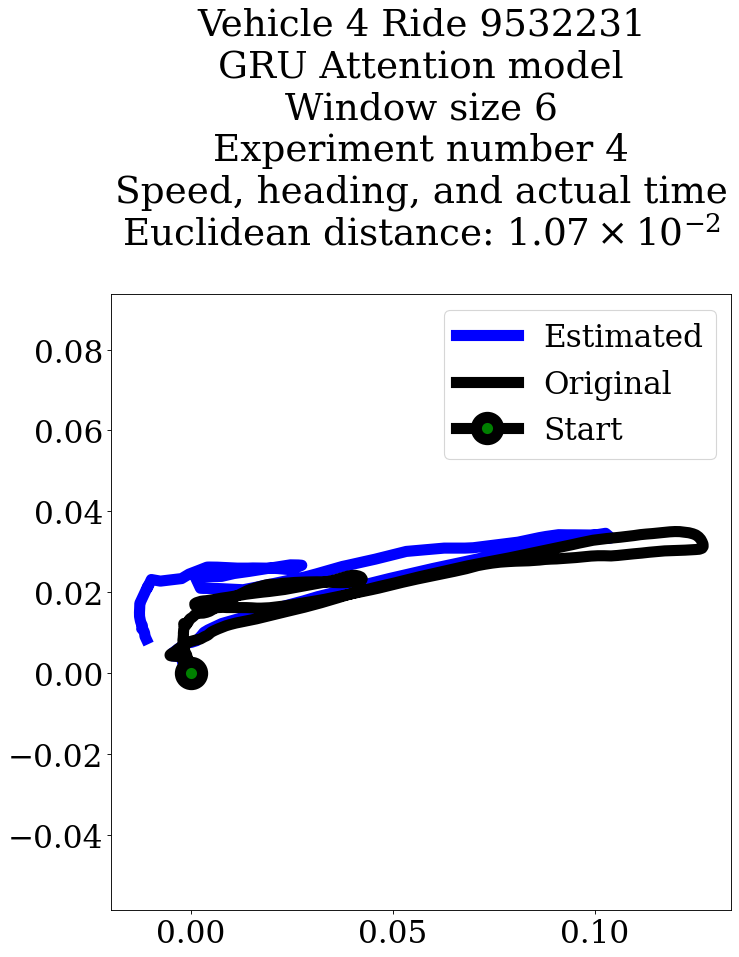 Vehicle 4 Ride 9532231
GRU Attention model
Window size 6
Experiment number 4
Speed, heading, and actual time
Euclidean distance: 1.07 × 10⁻²
Estimated
Original
Start
0.08
0.06
0.04
0.02
0.00
−0.02
−0.04
0.00 0.05 0.10